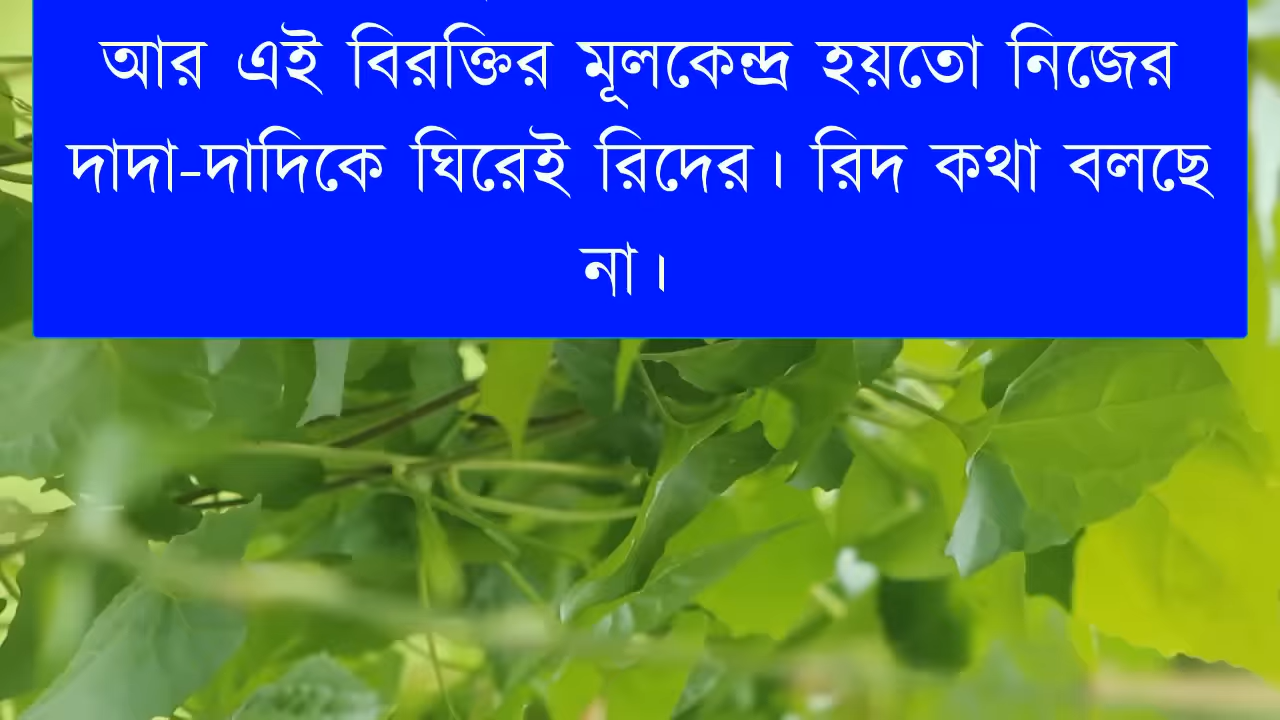 আর এই বিরক্তির মূলকেন্দ্র হয়তো নিজের
দাদা-দাদিকে ঘিরেই রিদের। রিদ কথা বলছে
না।